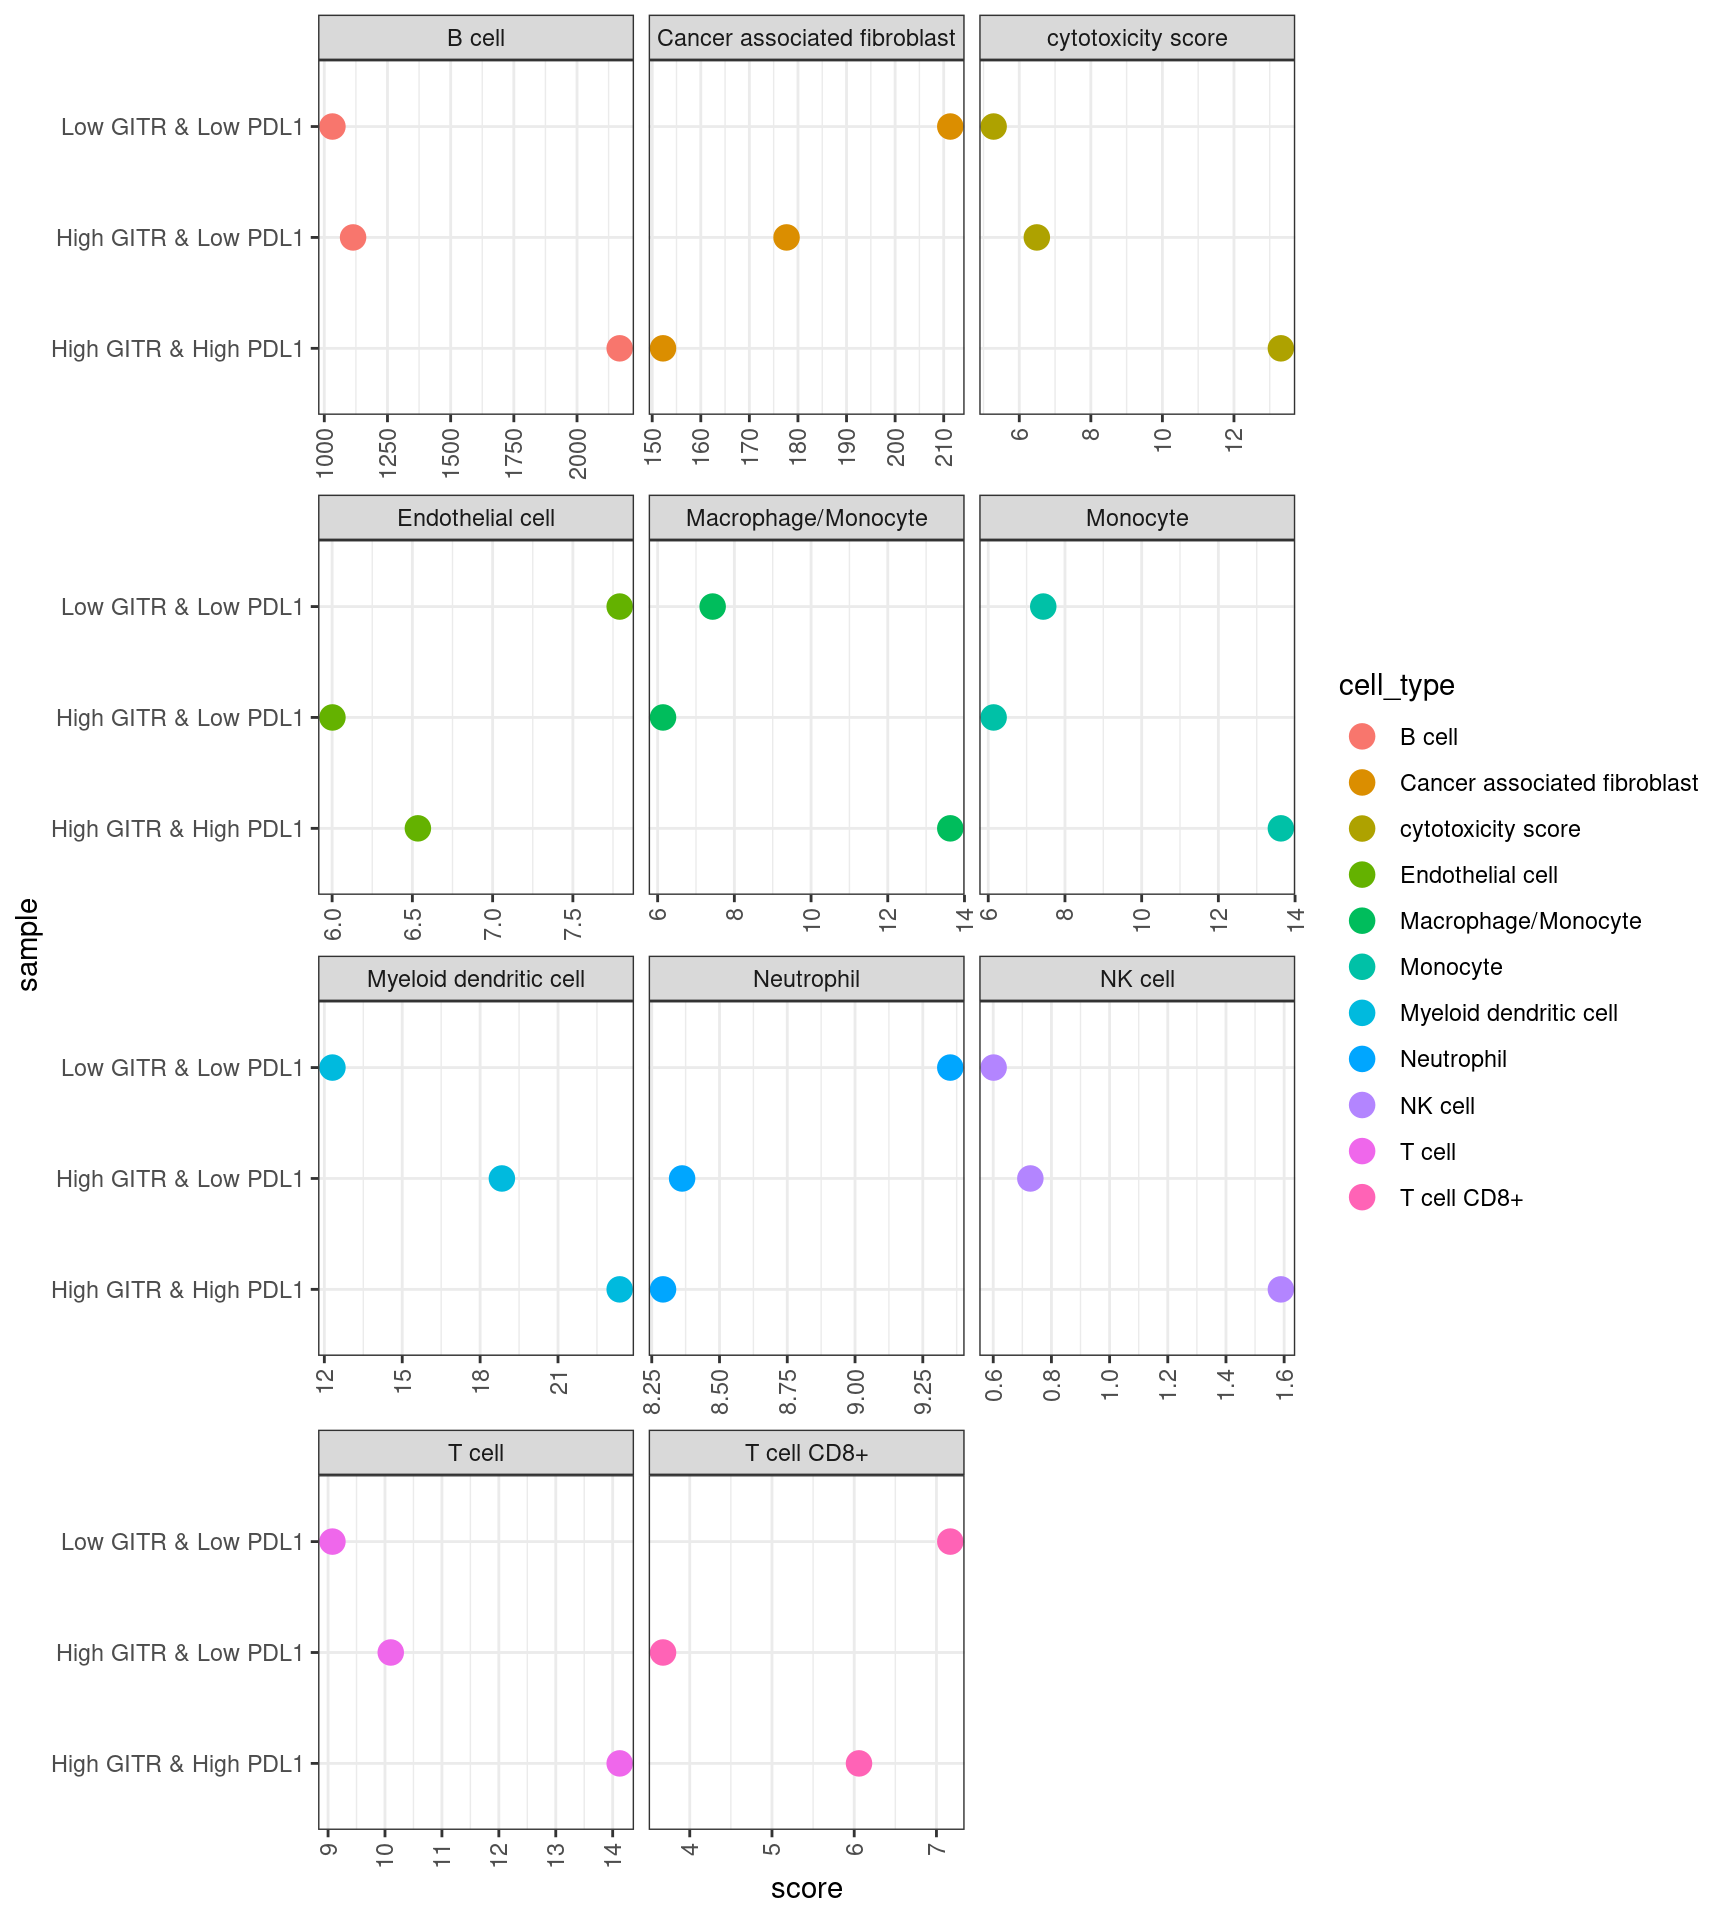 B cell
Cancer associated fibroblast
cytotoxicity score
Low GITR & Low PDL1
High GITR & Low PDL1
High GITR & High PDL1
1000 1250 1500 1750 2000
150 160 170 180 190 200 210
6 8 10 12
Endothelial cell
Macrophage/Monocyte
Monocyte
Low GITR & Low PDL1
High GITR & Low PDL1
High GITR & High PDL1
6.0 6.5 7.0 7.5
6 8 10 12 14
6 8 10 12 14
Myeloid dendritic cell
Neutrophil
NK cell
Low GITR & Low PDL1
High GITR & Low PDL1
High GITR & High PDL1
12 15 18 21
8.25 8.50 8.75 9.00 9.25
0.6 0.8 1.0 1.2 1.4 1.6
T cell
T cell CD8+
Low GITR & Low PDL1
High GITR & Low PDL1
High GITR & High PDL1
9 10 11 12 13 14
4 5 6 7
sample
score
cell_type
B cell
Cancer associated fibroblast
cytotoxicity score
Endothelial cell
Macrophage/Monocyte
Monocyte
Myeloid dendritic cell
Neutrophil
NK cell
T cell
T cell CD8+